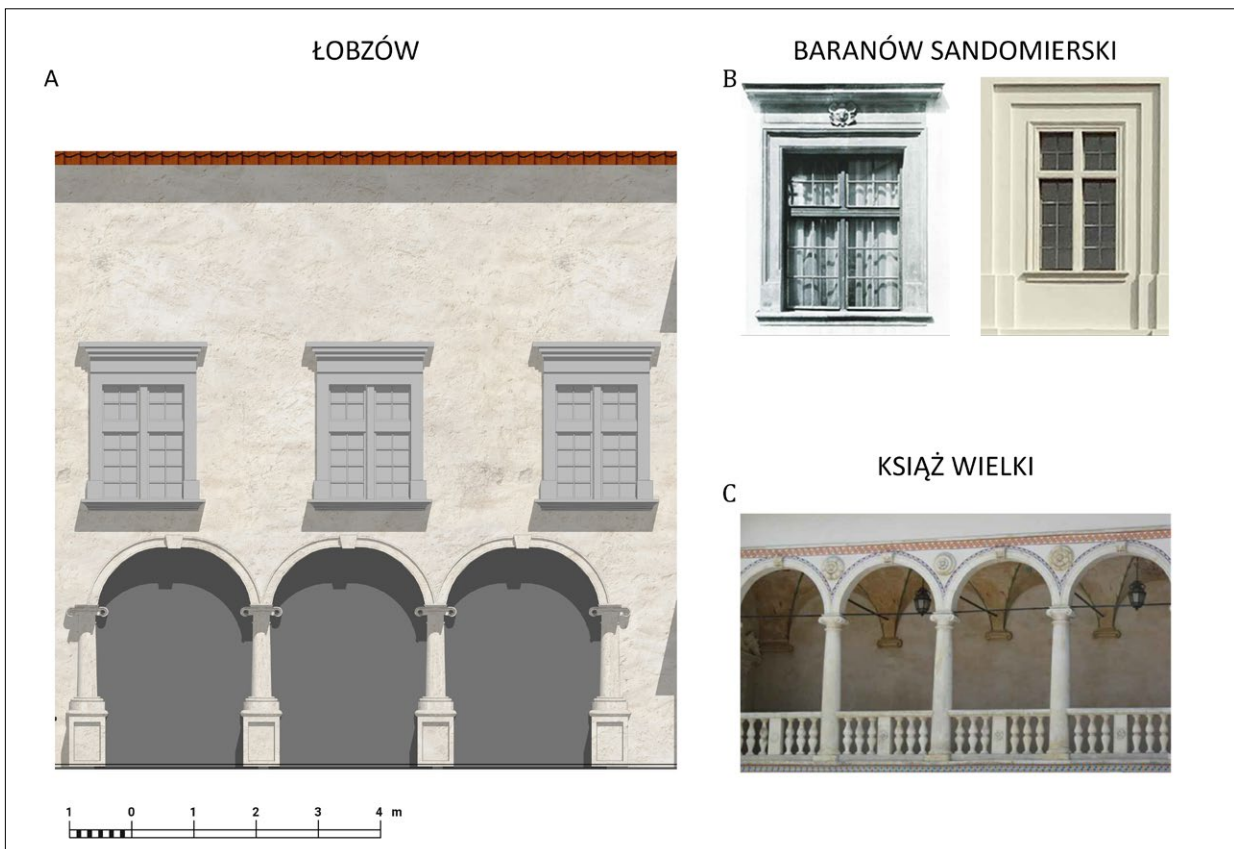 ŁOBZÓW
A
BARANÓW SANDOMIERSKI
B
KSIĄŻ WIELKI
C
1 0 1 2 3 4 m